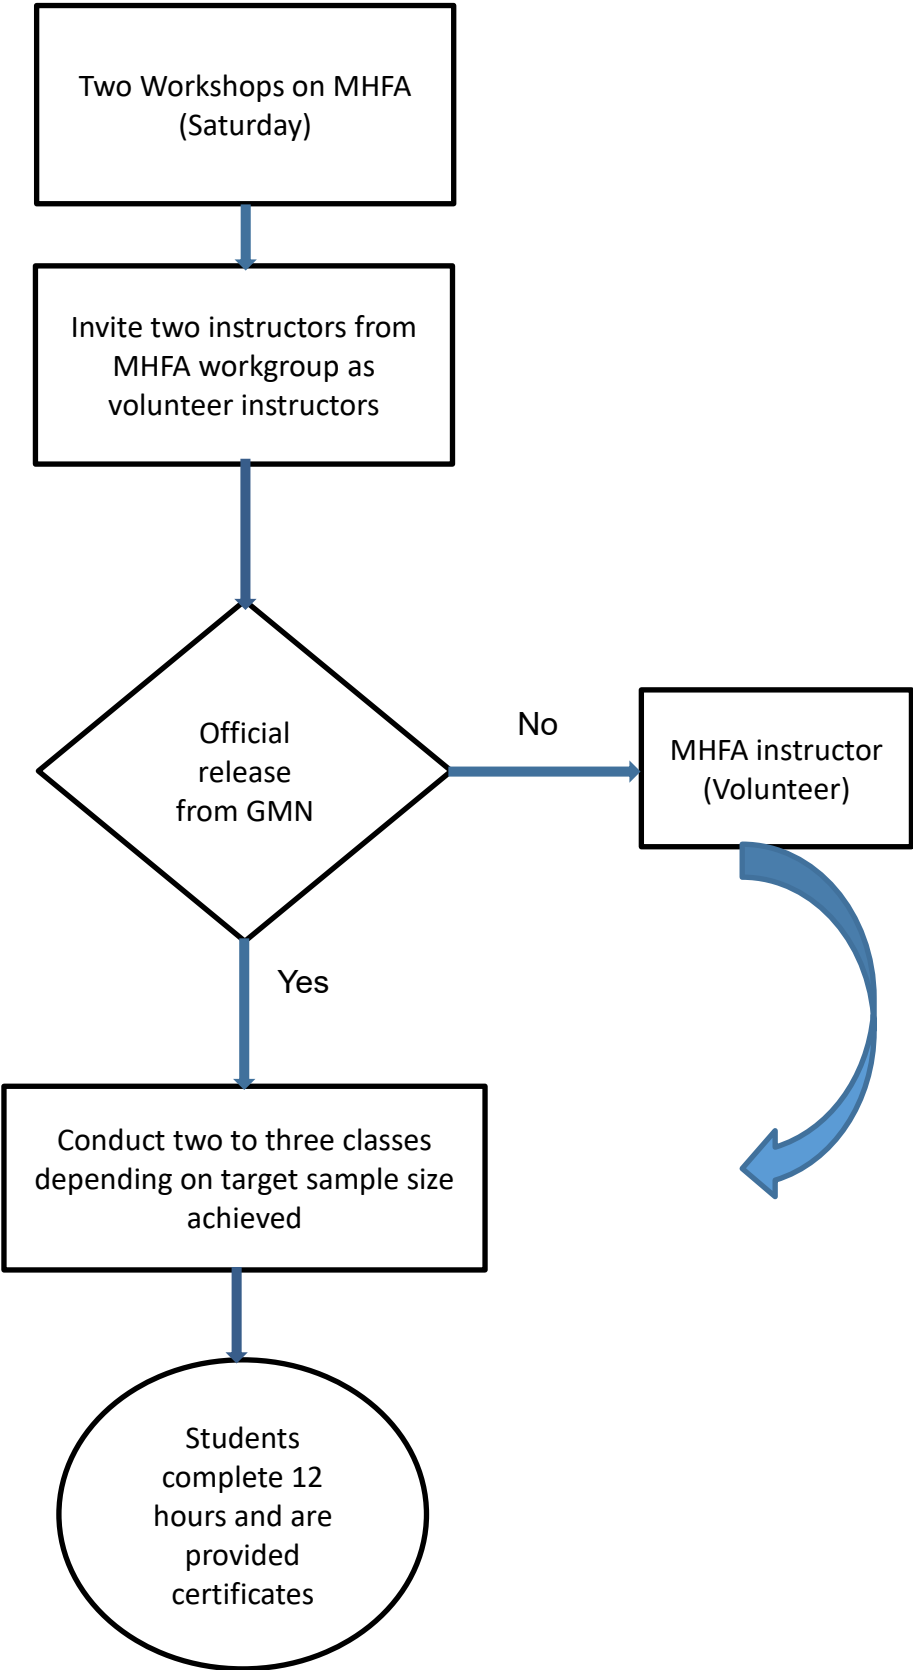 Two Workshops on MHFA
(Saturday)
Invite two instructors from
MHFA workgroup as
volunteer instructors
Official
release
from GMN
No
MHFA instructor
(Volunteer)
Yes
Conduct two to three classes
depending on target sample size
achieved
Students
complete 12
hours and are
provided
certificates